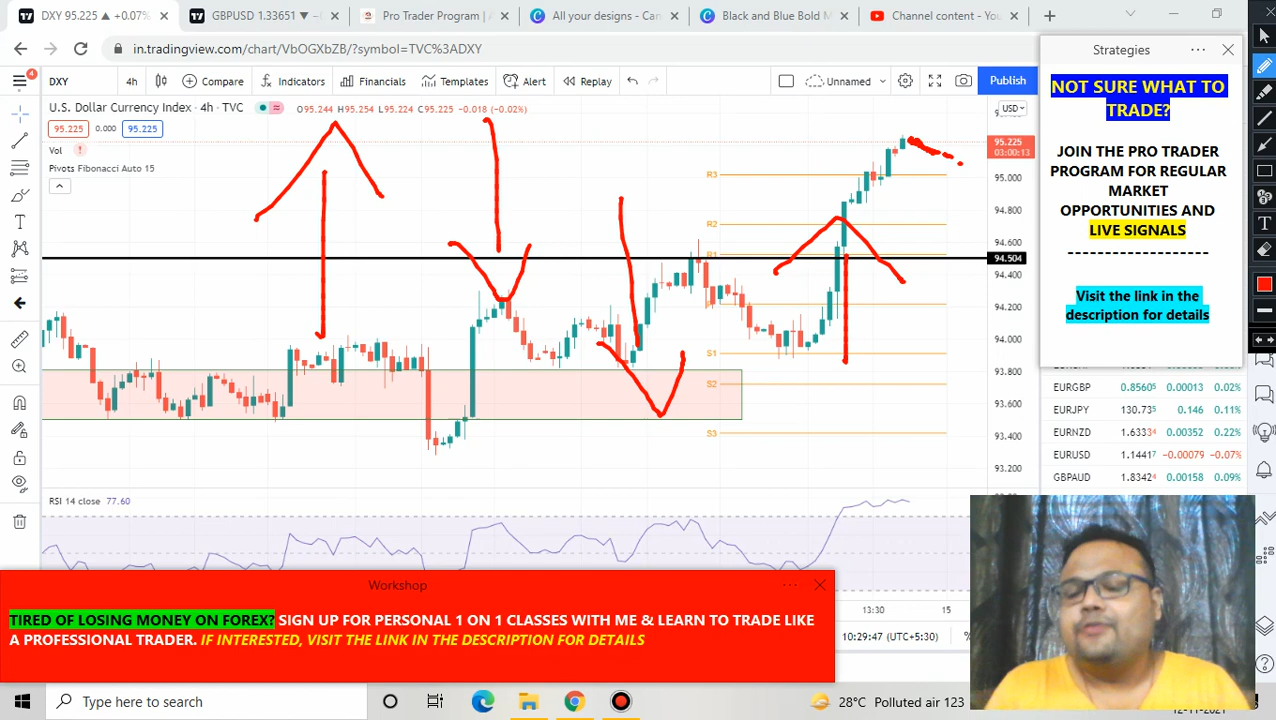 DXY 95.225 ▲ +0.07%
GBPUSD 1.33651 ▼ −
Pro Trader Program | A
All your designs - Can
Black and Blue Bold M
Channel content - You
in.tradingview.com/chart/VbOGXbZB/?symbol=TVC%3ADXY
4
DXY
4h
Compare
Indicators
Financials
Templates
Alert
Replay
Unnamed
Publish
U.S. Dollar Currency Index · 4h · TVC
O95.244 H95.254 L95.224 C95.225 −0.018 (−0.02%)
USD
95.225
0.000
95.225
Vol
Pivots Fibonacci Auto 15
95.225
03:00:13
95.000
94.800
94.600
94.504
94.400
94.200
94.000
93.800
93.600
93.400
93.200
R3
R2
R1
P
S1
S2
S3
RSI 14 close 77.60
13:30
15
10:29:47 (UTC+5:30)
%
Strategies
NOT SURE WHAT TO
TRADE?
JOIN THE PRO TRADER
PROGRAM FOR REGULAR
MARKET
OPPORTUNITIES AND
LIVE SIGNALS
--------------------
Visit the link in the
description for details
EURGBP 0.85605 0.00013 0.02%
EURJPY 130.735 0.146 0.11%
EURNZD 1.63334 0.00352 0.22%
EURUSD 1.14417 −0.00079 −0.07%
GBPAUD 1.83424 0.00158 0.09%
Workshop
TIRED OF LOSING MONEY ON FOREX? SIGN UP FOR PERSONAL 1 ON 1 CLASSES WITH ME & LEARN TO TRADE LIKE
A PROFESSIONAL TRADER. IF INTERESTED, VISIT THE LINK IN THE DESCRIPTION FOR DETAILS
Type here to search
28°C Polluted air 123
12-11-2021